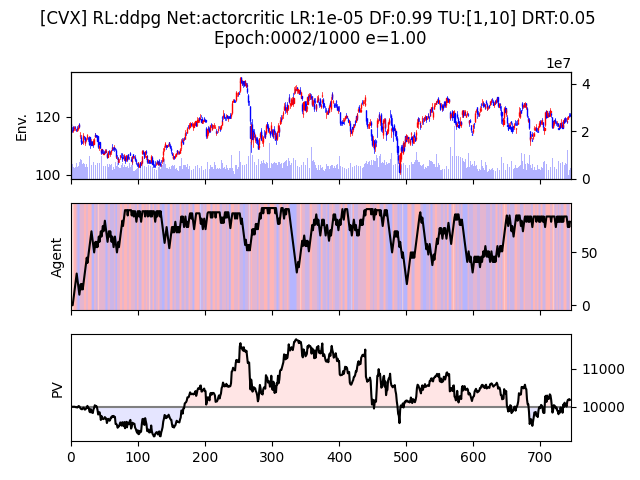 [CVX] RL:ddpg Net:actorcritic LR:1e-05 DF:0.99 TU:[1,10] DRT:0.05
Epoch:0002/1000 e=1.00
1e7
Env.
120
100
4
2
0
Agent
50
0
PV
11000
10000
0 100 200 300 400 500 600 700